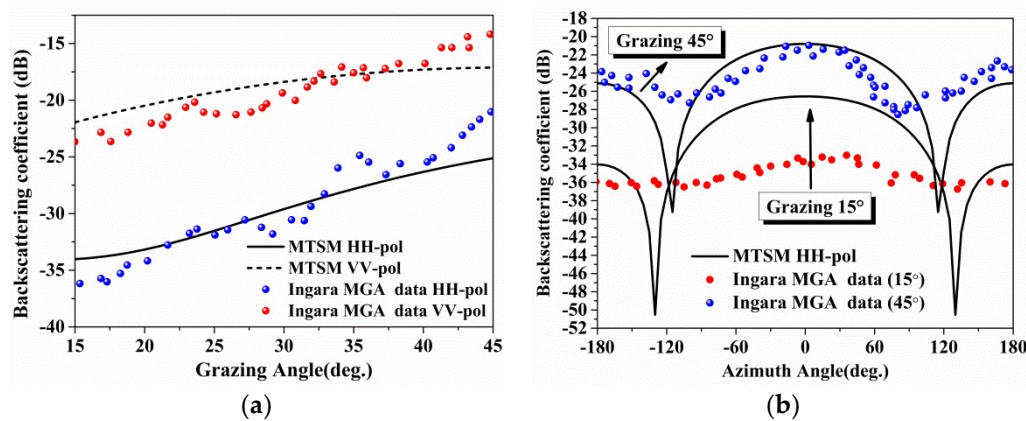 -15
-20
-25
-30
-35
-40
Backscattering coefficient (dB)
MTSM HH-pol
MTSM VV-pol
Ingara MGA data HH-pol
Ingara MGA data VV-pol
15 20 25 30 35 40 45
Grazing Angle(deg.)
(a)
-18
-20
-22
-24
-26
-28
-30
-32
-34
-36
-38
-40
-42
-44
-46
-48
-50
-52
Backscattering coefficient (dB)
Grazing 45°
Grazing 15°
MTSM HH-pol
Ingara MGA data (15°)
Ingara MGA data (45°)
-180 -120 -60 0 60 120 180
Azimuth Angle(deg.)
(b)